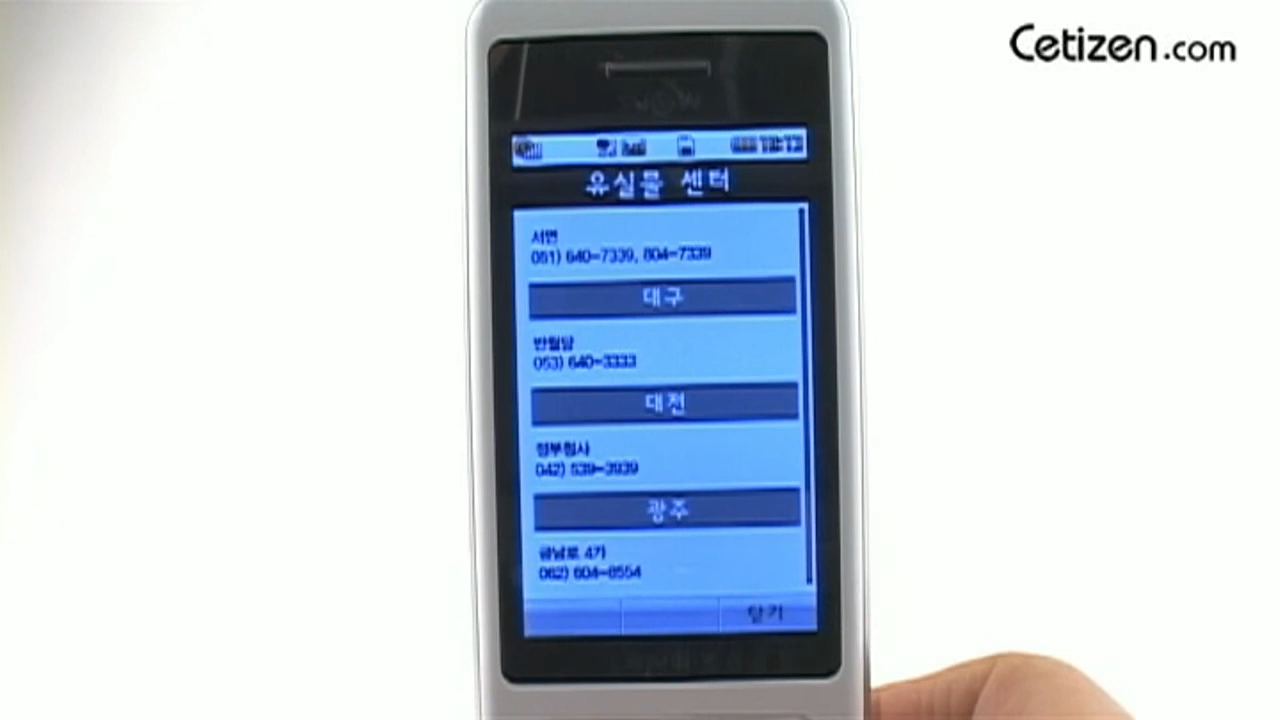 Cetizen.com
유실물 센터
서면
051) 640-7339, 804-7339
대구
반월당
053) 640-3333
대전
정부청사
042) 539-3939
광주
금남로 4가
062) 604-8554
닫기